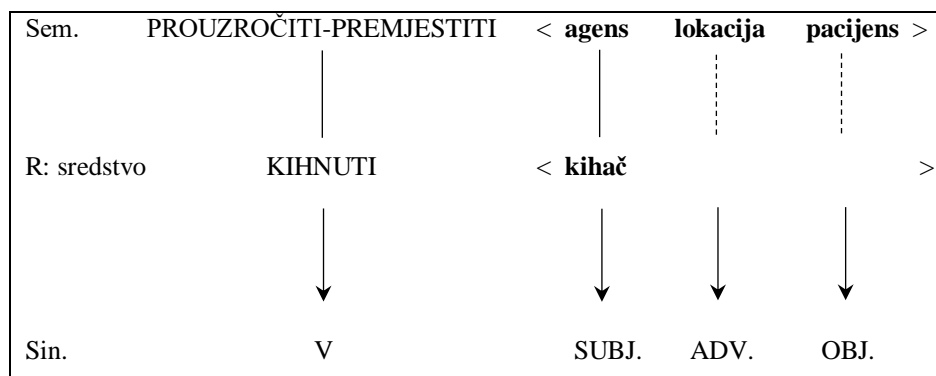 Sem. PROUZROČITI-PREMJESTITI < agens lokacija pacijens >
R: sredstvo KIHNUTI < kihač >
Sin. V SUBJ. ADV. OBJ.